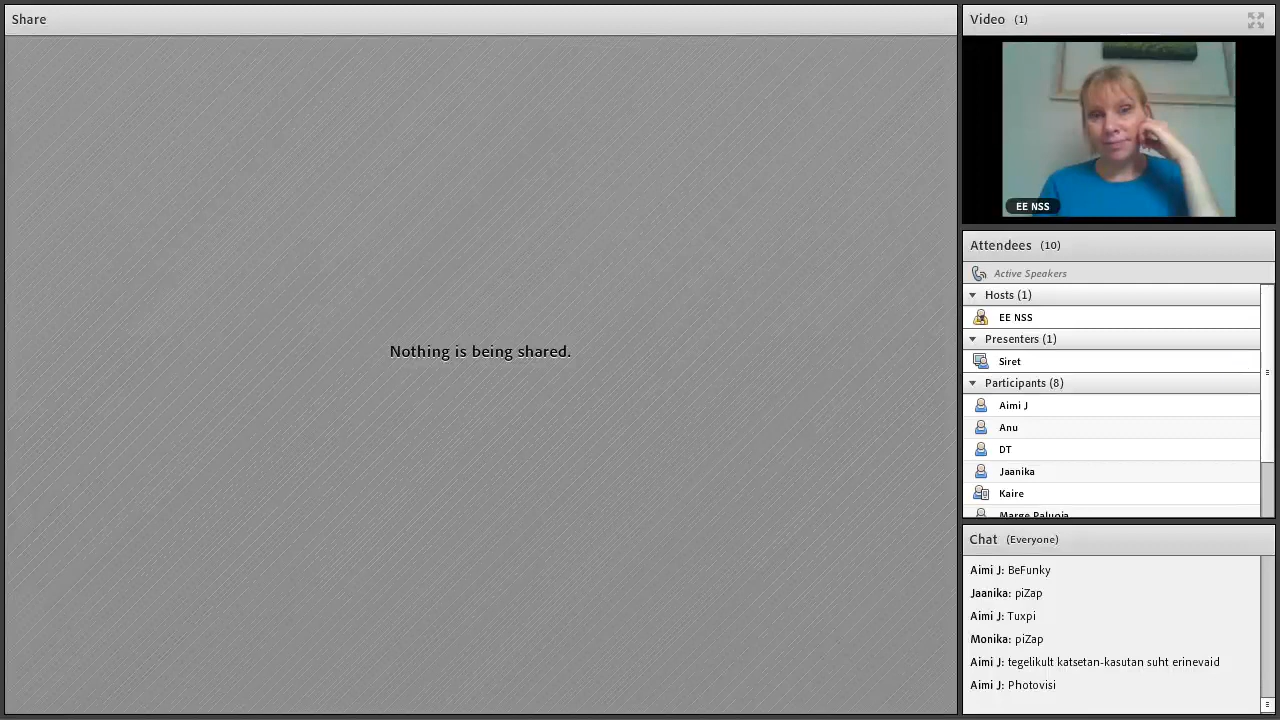 Share
Nothing is being shared.
Video (1)
EE NSS
Attendees (10)
Active Speakers
Hosts (1)
EE NSS
Presenters (1)
Siret
Participants (8)
Aimi J
Anu
DT
Jaanika
Kaire
Marge Paluoja
Chat (Everyone)
Aimi J: BeFunky
Jaanika: piZap
Aimi J: Tuxpi
Monika: piZap
Aimi J: tegelikult katsetan-kasutan suht erinevaid
Aimi J: Photovisi